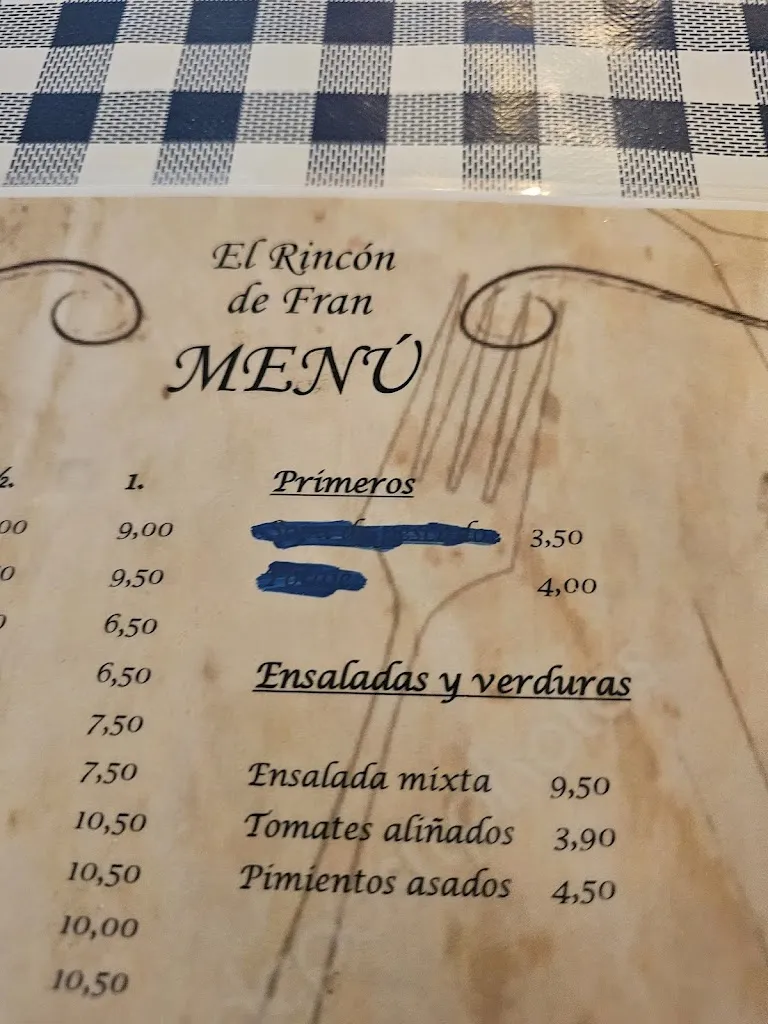 El Rincón
de Fran
MENÚ
1.
9,00
9,50
6,50
6,50
7,50
7,50
10,50
10,50
10,00
10,50
Primeros
3,50
4,00
Ensaladas y verduras
Ensalada mixta 9,50
Tomates aliñados 3,90
Pimientos asados 4,50